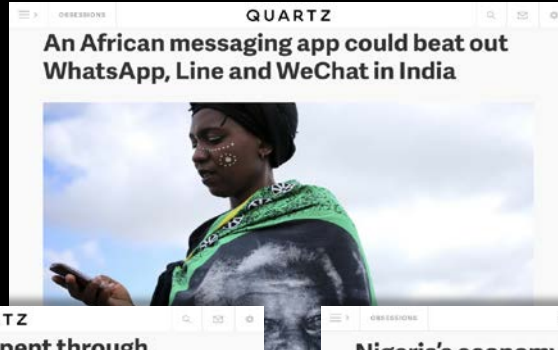 OBSESSIONS
QUARTZ
An African messaging app could beat out
WhatsApp, Line and WeChat in India
TZ
pent through
OBSESSIONS
Nigeria's economy